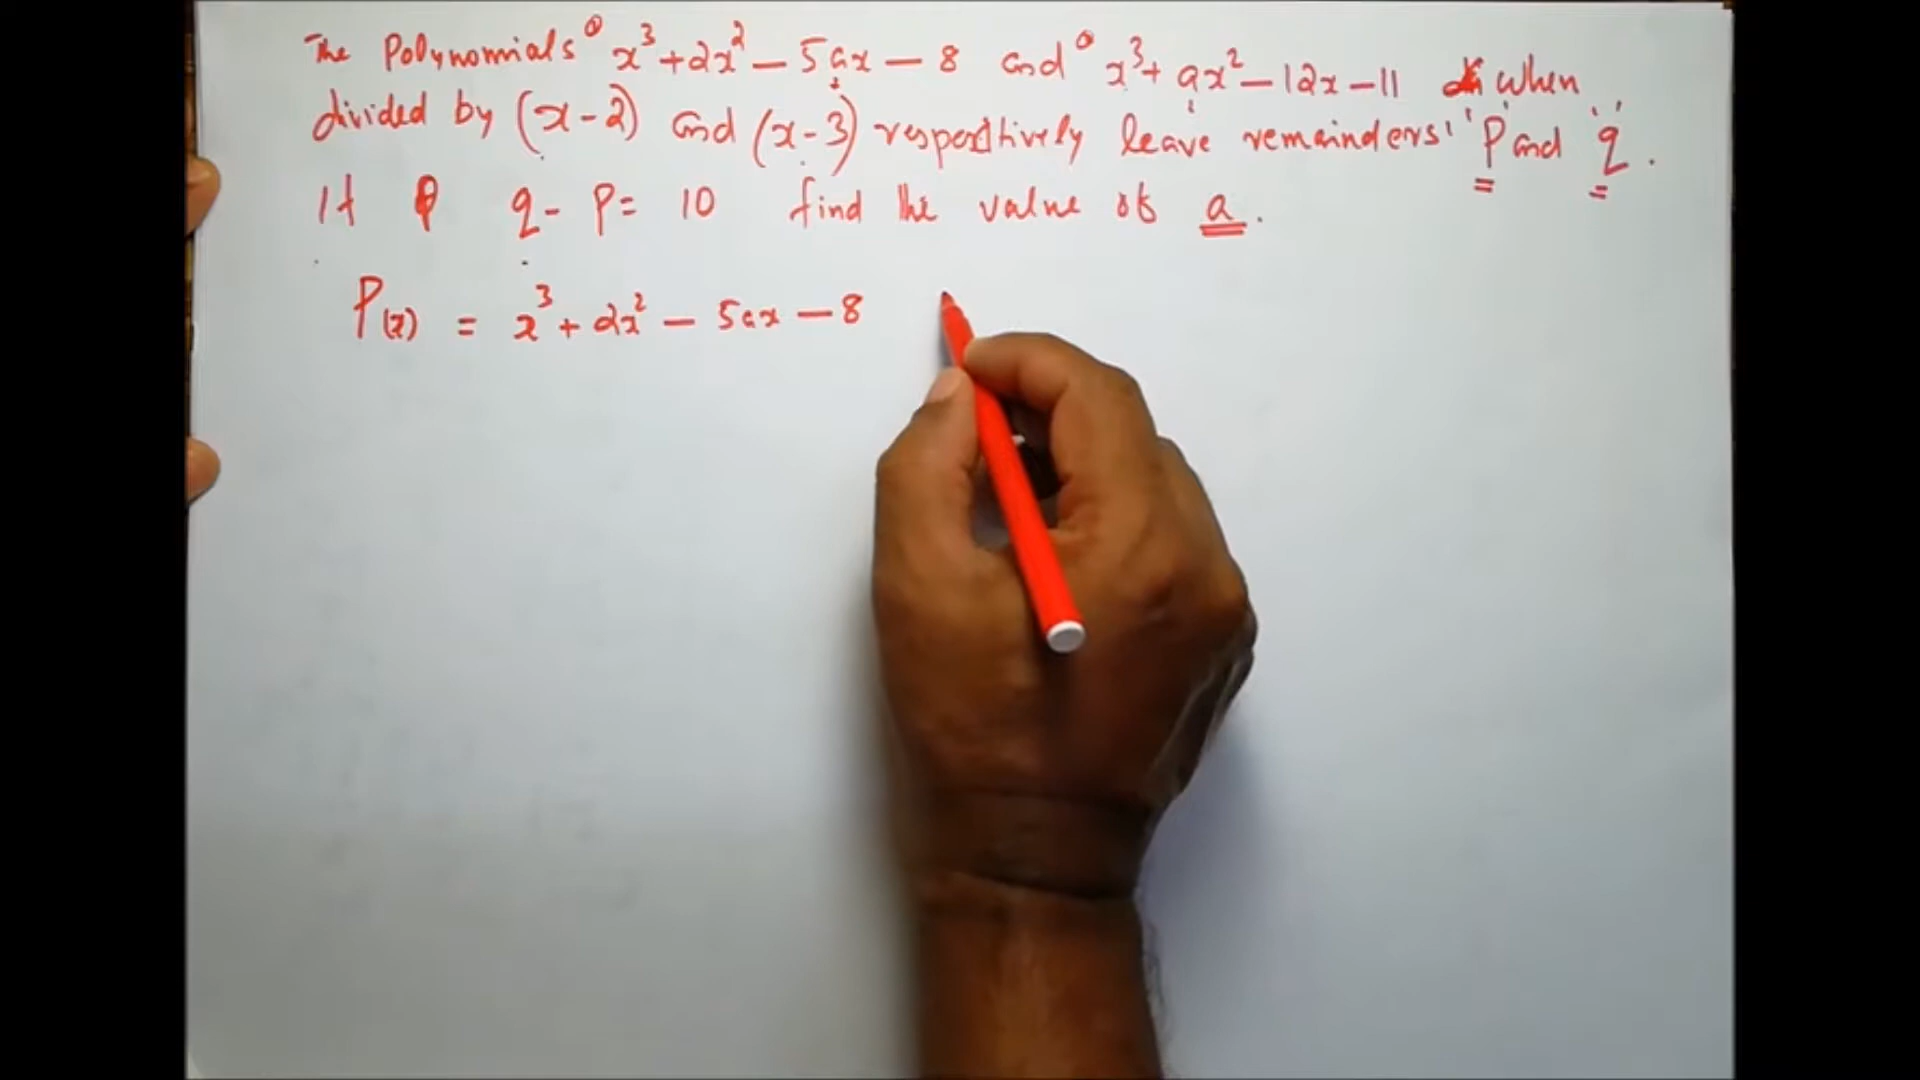 The Polynomials x³+2x²-5ax-8 and x³+ax²-12x-11 when
divided by (x-2) and (x-3) respectively leave remainders 'P' and 'q'.
If q-P=10 find the value of a.
P(x) = x³+2x²-5ax-8